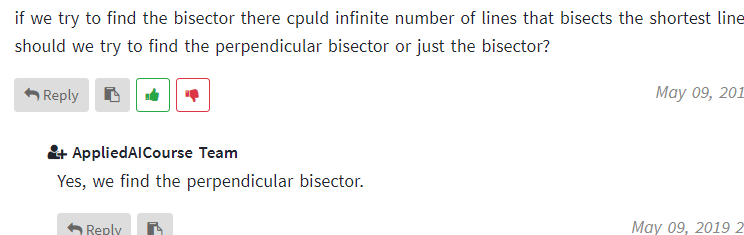 if we try to find the bisector there cpuld infinite number of lines that bisects the shortest line
should we try to find the perpendicular bisector or just the bisector?
Reply
May 09, 201
AppliedAICourse Team
Yes, we find the perpendicular bisector.
Reply
May 09, 2019 2